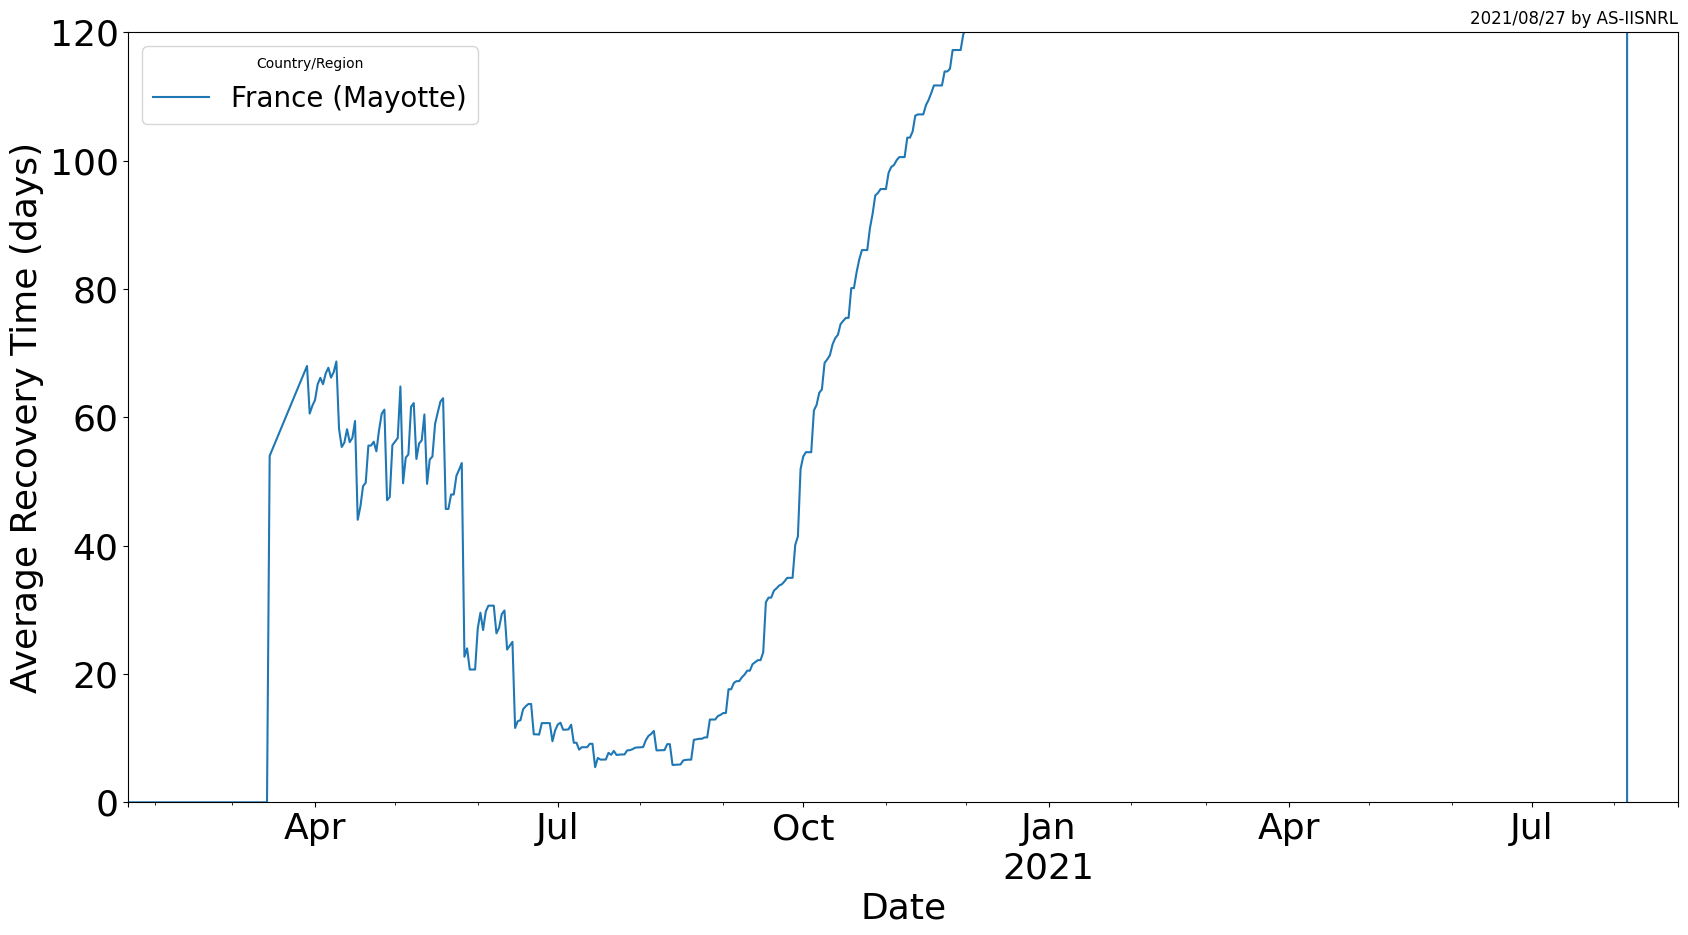 2021/08/27 by AS-IISNRL
Country/Region
France (Mayotte)
Average Recovery Time (days)
120
100
80
60
40
20
0
Apr
Jul
Oct
Jan
2021
Apr
Jul
Date